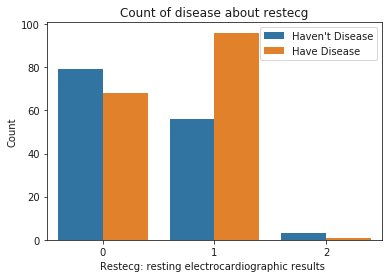 Count of disease about restecg
Haven't Disease
Have Disease
Count
100
80
60
40
20
0
0 1 2
Restecg: resting electrocardiographic results